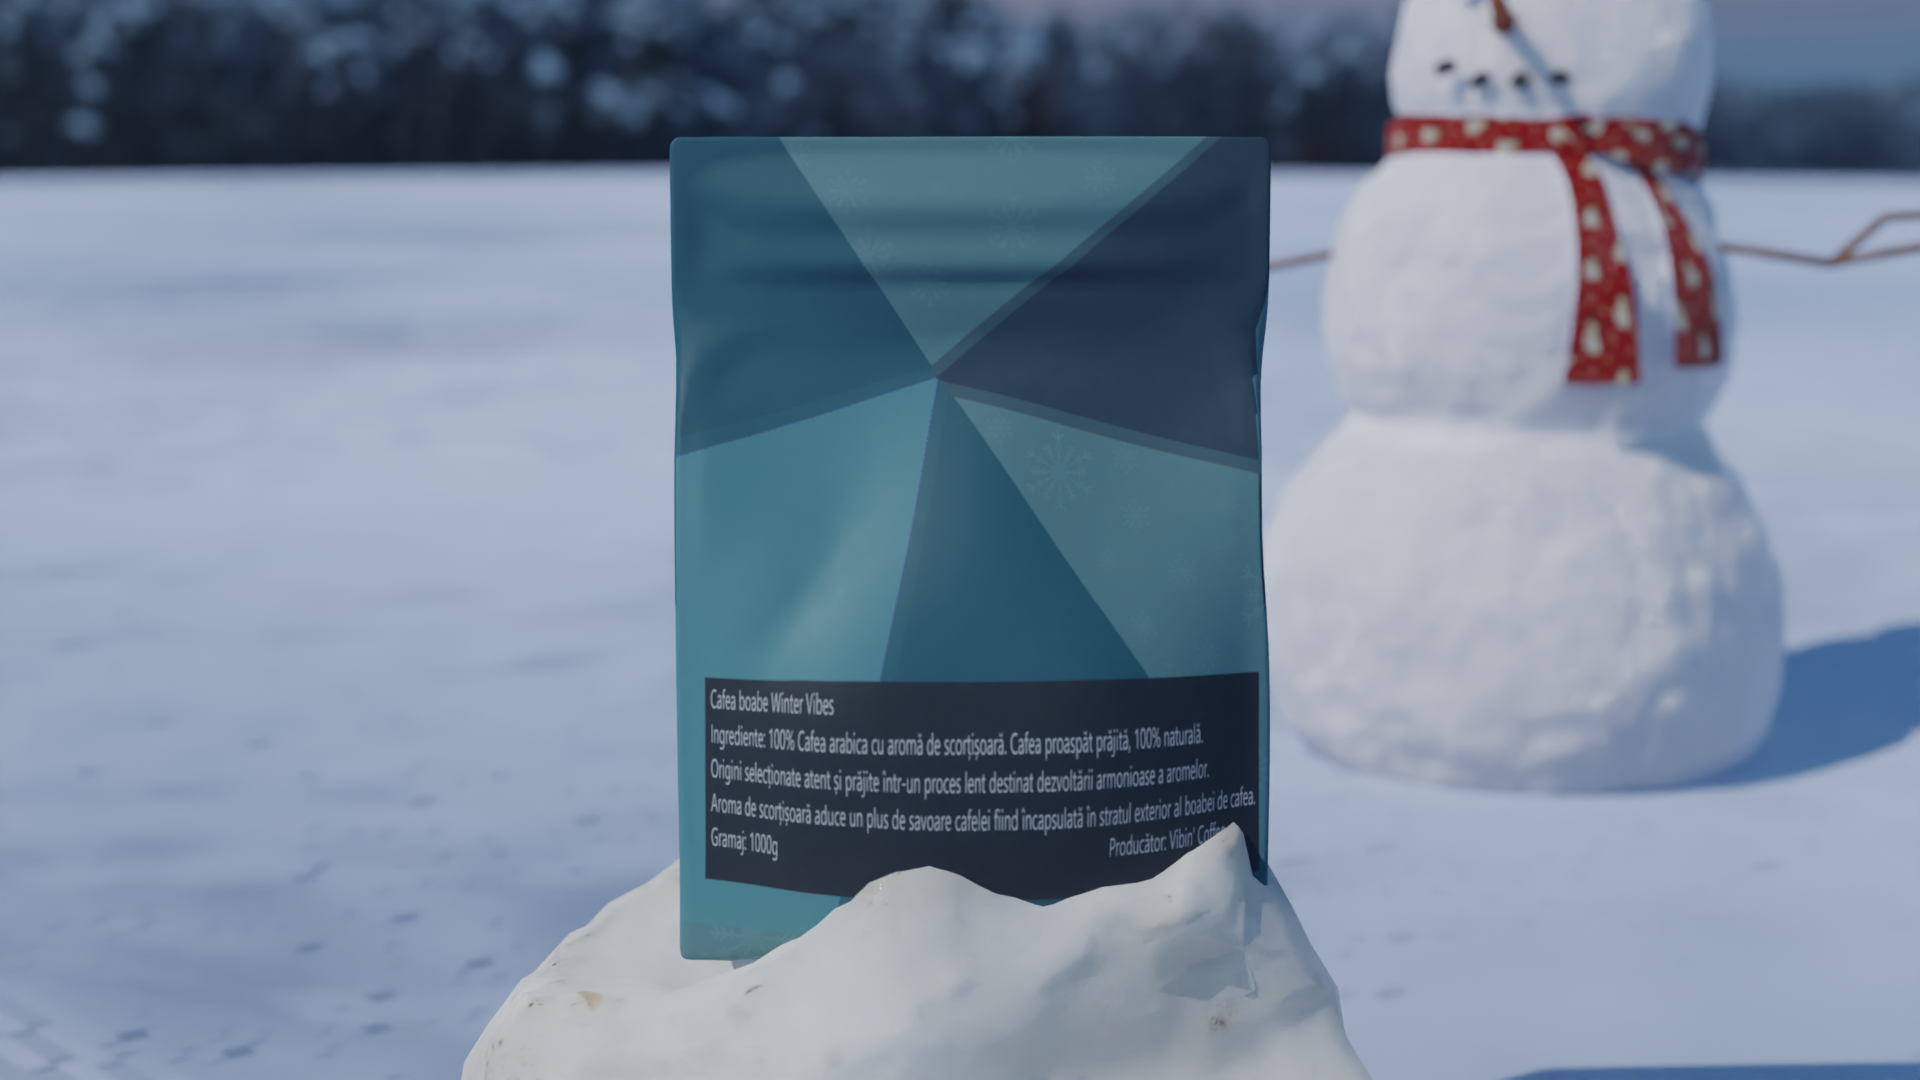 Cafea boabe Winter Vibes
Ingrediente: 100% Cafea arabica cu aromă de scorțișoară. Cafea proaspăt prăjită, 100% naturală.
Origini selecționate atent și prăjite într-un proces lent destinat dezvoltării armonioase a aromelor.
Aroma de scorțișoară aduce un plus de savoare cafelei fiind încapsulată în stratul exterior al boabei de cafea.
Gramaj: 1000g
Producător: Vibin'